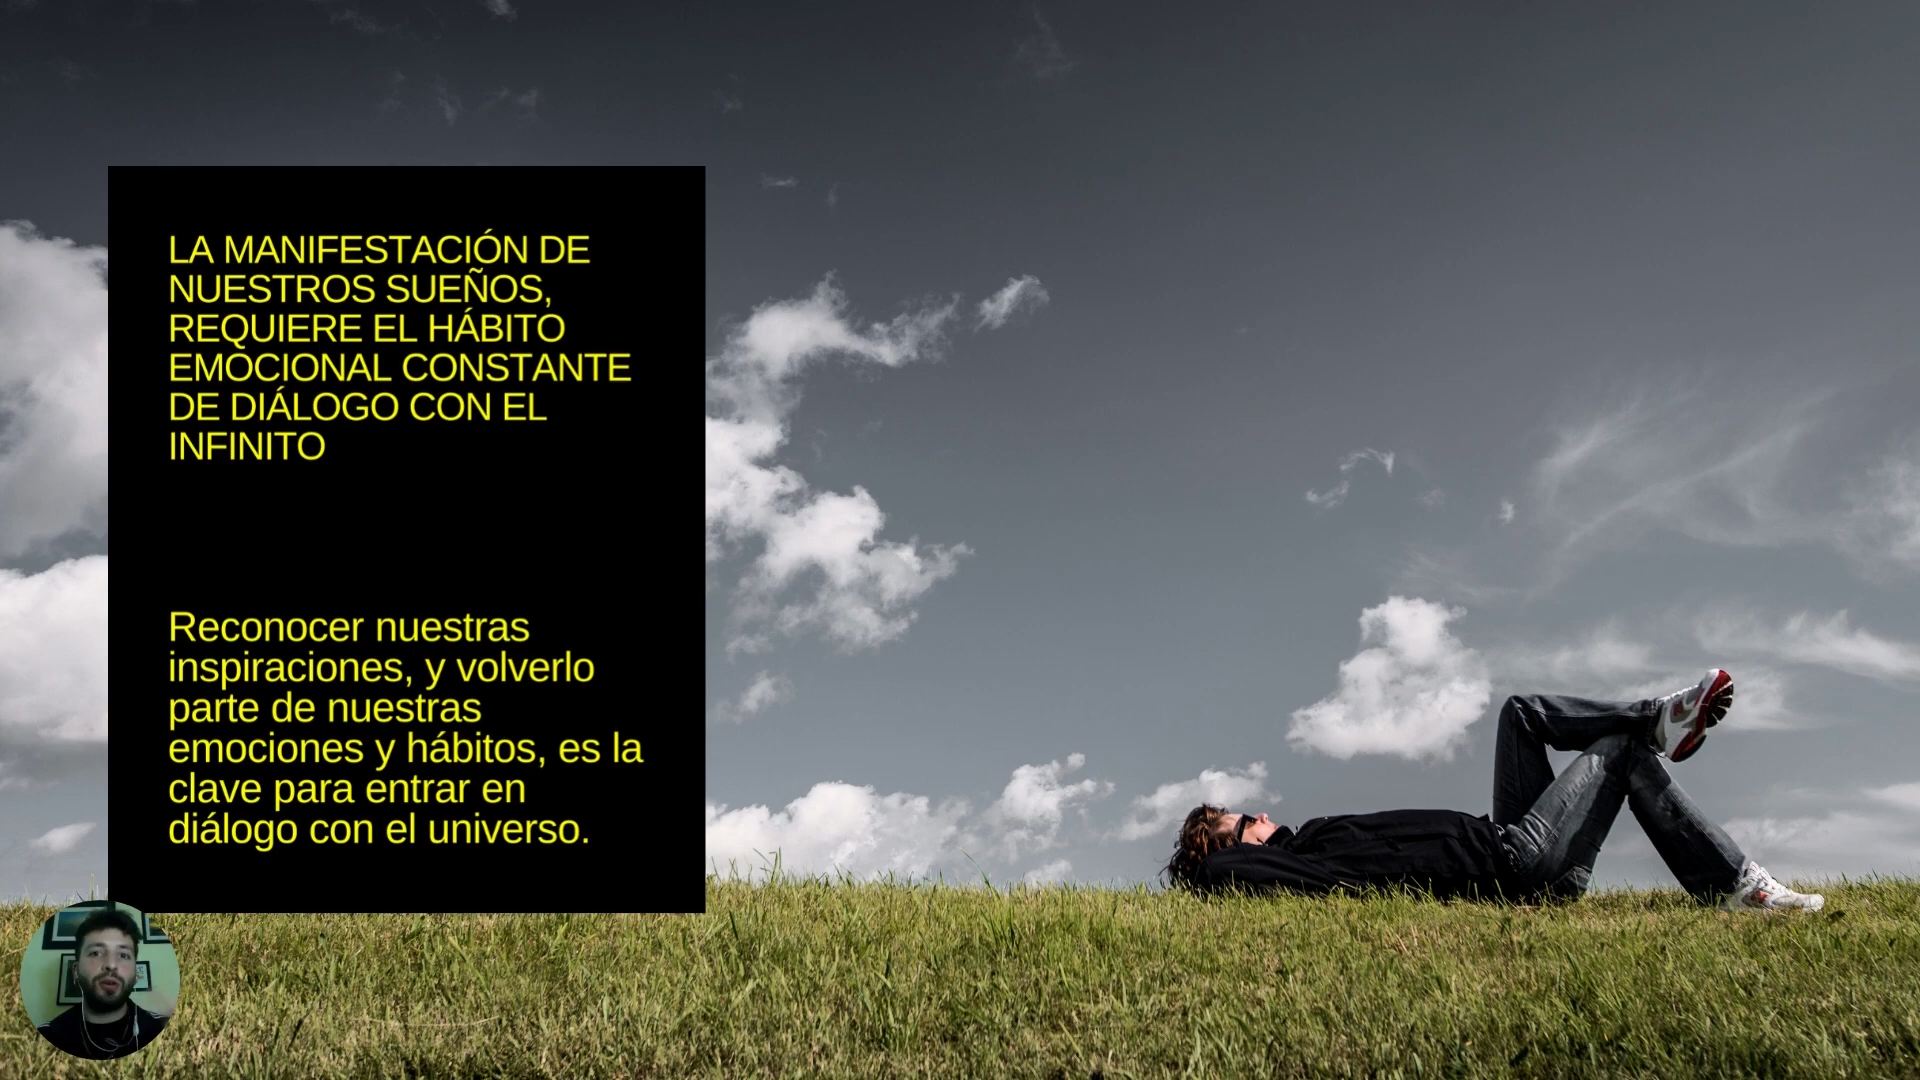 LA MANIFESTACIÓN DE
NUESTROS SUEÑOS,
REQUIERE EL HÁBITO
EMOCIONAL CONSTANTE
DE DIÁLOGO CON EL
INFINITO
Reconocer nuestras
inspiraciones, y volverlo
parte de nuestras
emociones y hábitos, es la
clave para entrar en
diálogo con el universo.